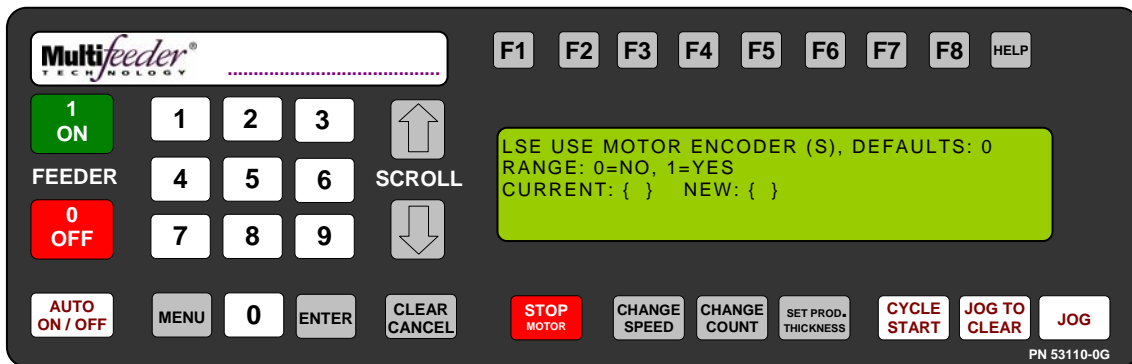 Multifeeder®
TECHNOLOGY
F1 F2 F3 F4 F5 F6 F7 F8 HELP
1
ON
FEEDER
0
OFF
1 2 3
4 5 6
7 8 9
SCROLL
LSE USE MOTOR ENCODER (S), DEFAULTS: 0
RANGE: 0=NO, 1=YES
CURRENT: { } NEW: { }
AUTO
ON / OFF
MENU
0
ENTER
CLEAR
CANCEL
STOP
MOTOR
CHANGE
SPEED
CHANGE
COUNT
SET PROD.
THICKNESS
CYCLE
START
JOG TO
CLEAR
JOG
PN 53110-0G